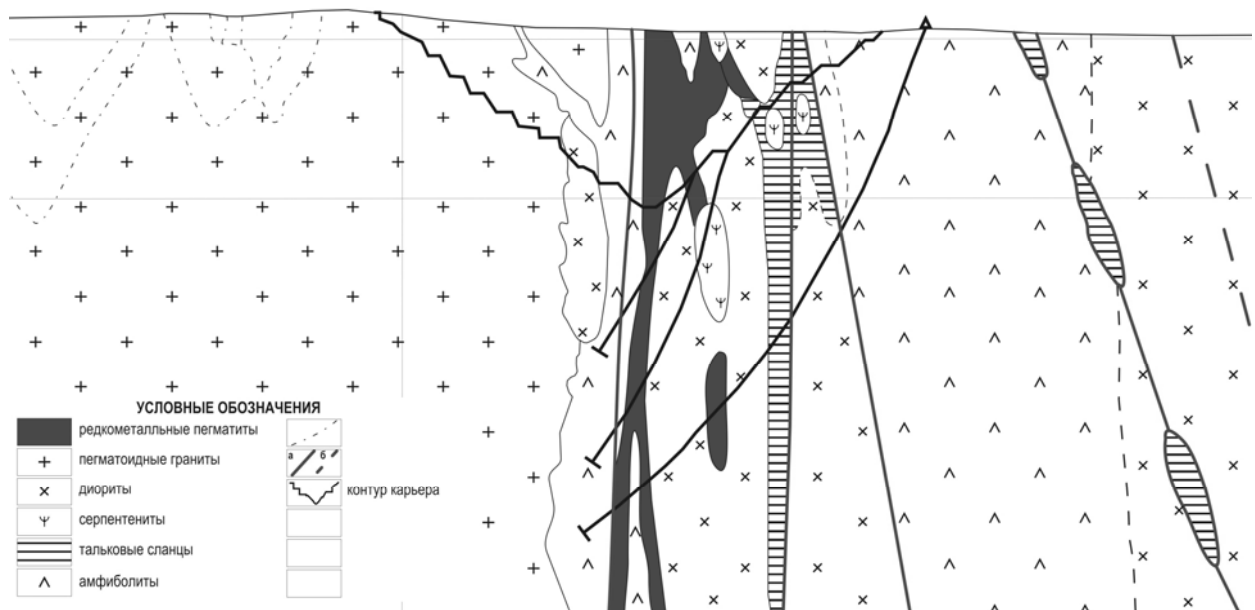 УСЛОВНЫЕ ОБОЗНАЧЕНИЯ
редкометалльные пегматиты
пегматоидные граниты
а б
диориты
контур карьера
серпентениты
тальковые сланцы
амфиболиты